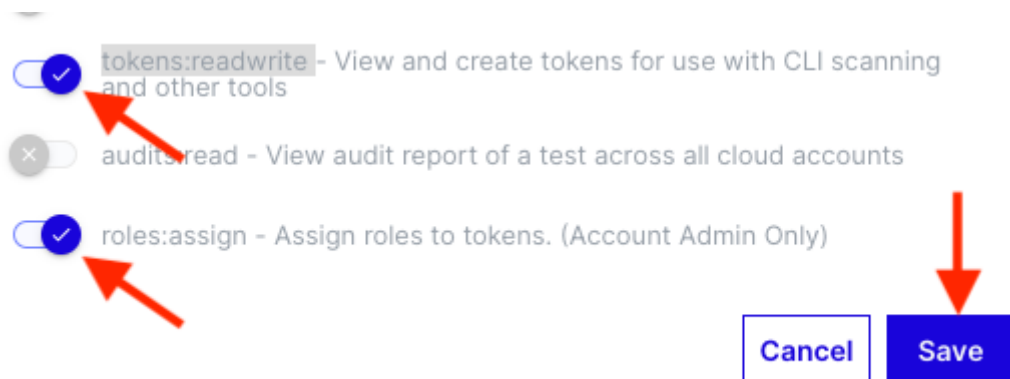 tokens:readwrite - View and create tokens for use with CLI scanning
and other tools
audits:read - View audit report of a test across all cloud accounts
roles:assign - Assign roles to tokens. (Account Admin Only)
Cancel Save